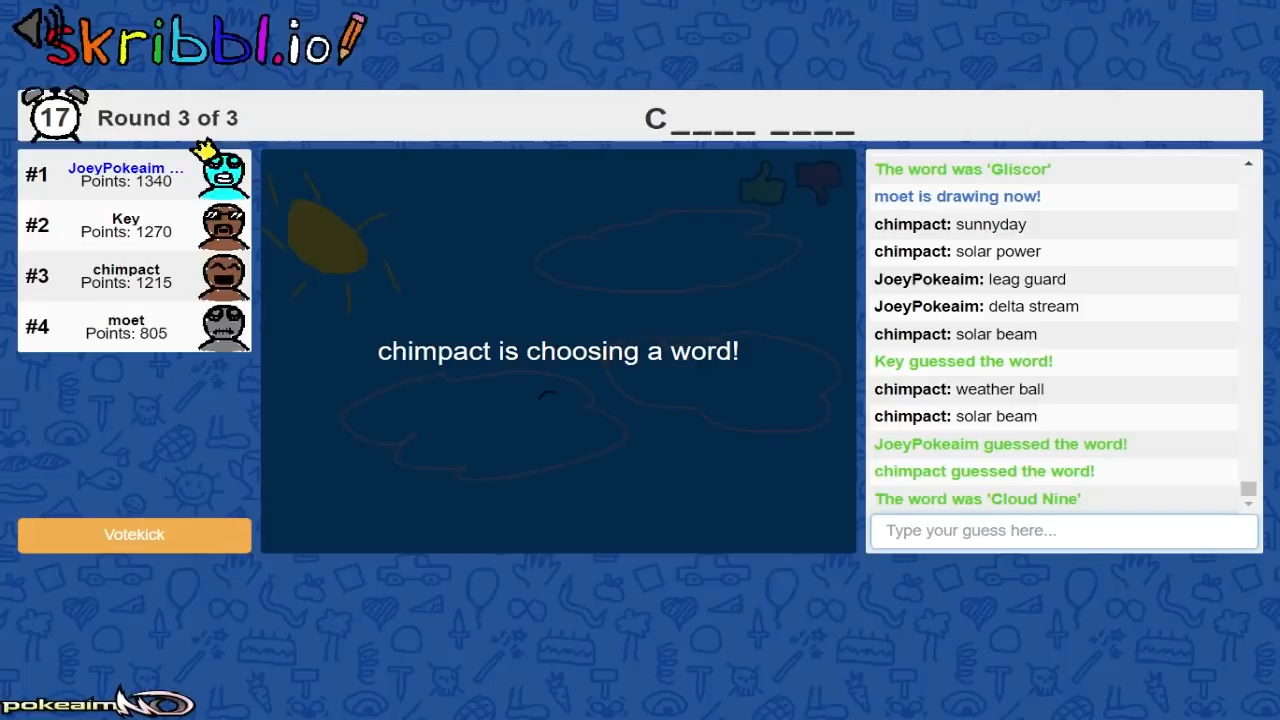 skribbl.io
17
Round 3 of 3
C____ ____
#1
JoeyPokeaim ...
Points: 1340
#2
Key
Points: 1270
#3
chimpact
Points: 1215
#4
moet
Points: 805
Votekick
chimpact is choosing a word!
The word was 'Gliscor'
moet is drawing now!
chimpact: sunnyday
chimpact: solar power
JoeyPokeaim: leag guard
JoeyPokeaim: delta stream
chimpact: solar beam
Key guessed the word!
chimpact: weather ball
chimpact: solar beam
JoeyPokeaim guessed the word!
chimpact guessed the word!
The word was 'Cloud Nine'
Type your guess here...
pokeaimMD